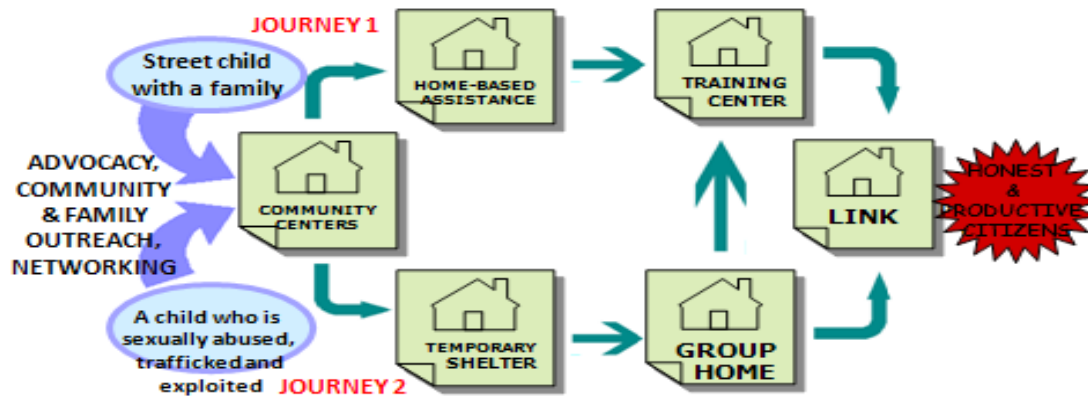 JOURNEY 1
Street child
with a family
ADVOCACY,
COMMUNITY
& FAMILY
OUTREACH,
NETWORKING
A child who is
sexually abused,
trafficked and
exploited
JOURNEY 2
COMMUNITY
CENTERS
HOME-BASED
ASSISTANCE
TRAINING
CENTER
TEMPORARY
SHELTER
GROUP
HOME
LINK
HONEST
&
PRODUCTIVE
CITIZENS